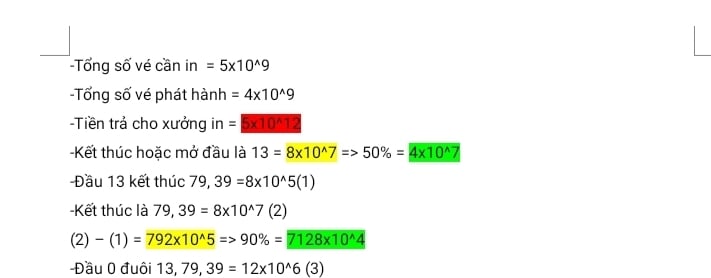 -Tổng số vé cần in = 5x10^9
-Tổng số vé phát hành = 4x10^9
-Tiền trả cho xưởng in = 5x10^12
-Kết thúc hoặc mở đầu là 13 = 8x10^7 => 50% = 4x10^7
-Đầu 13 kết thúc 79, 39 =8x10^5(1)
-Kết thúc là 79, 39 = 8x10^7 (2)
(2) – (1) = 792x10^5 => 90% = 7128x10^4
-Đầu 0 đuôi 13, 79, 39 = 12x10^6 (3)